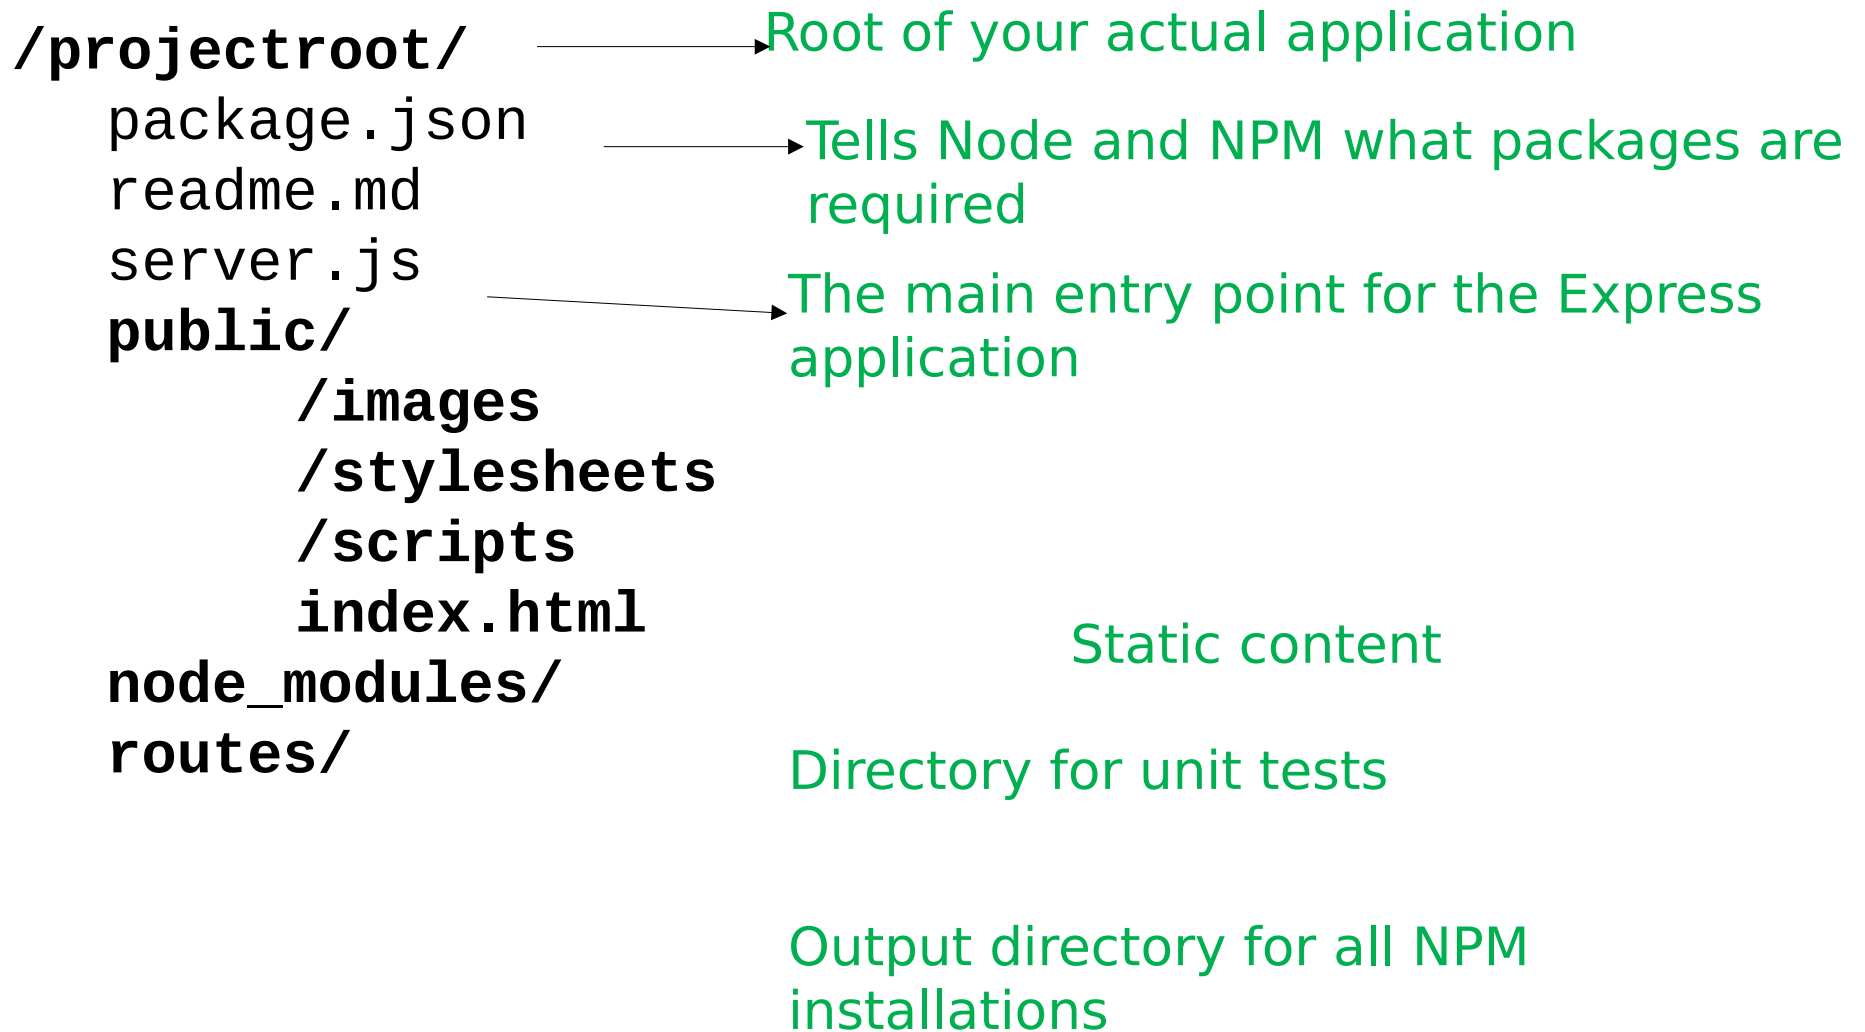 /projectroot/
Root of your actual application
package.json
Tells Node and NPM what packages are
required
readme.md
server.js
The main entry point for the Express
application
public/
/images
/stylesheets
/scripts
index.html
Static content
node_modules/
routes/
Directory for unit tests
Output directory for all NPM
installations